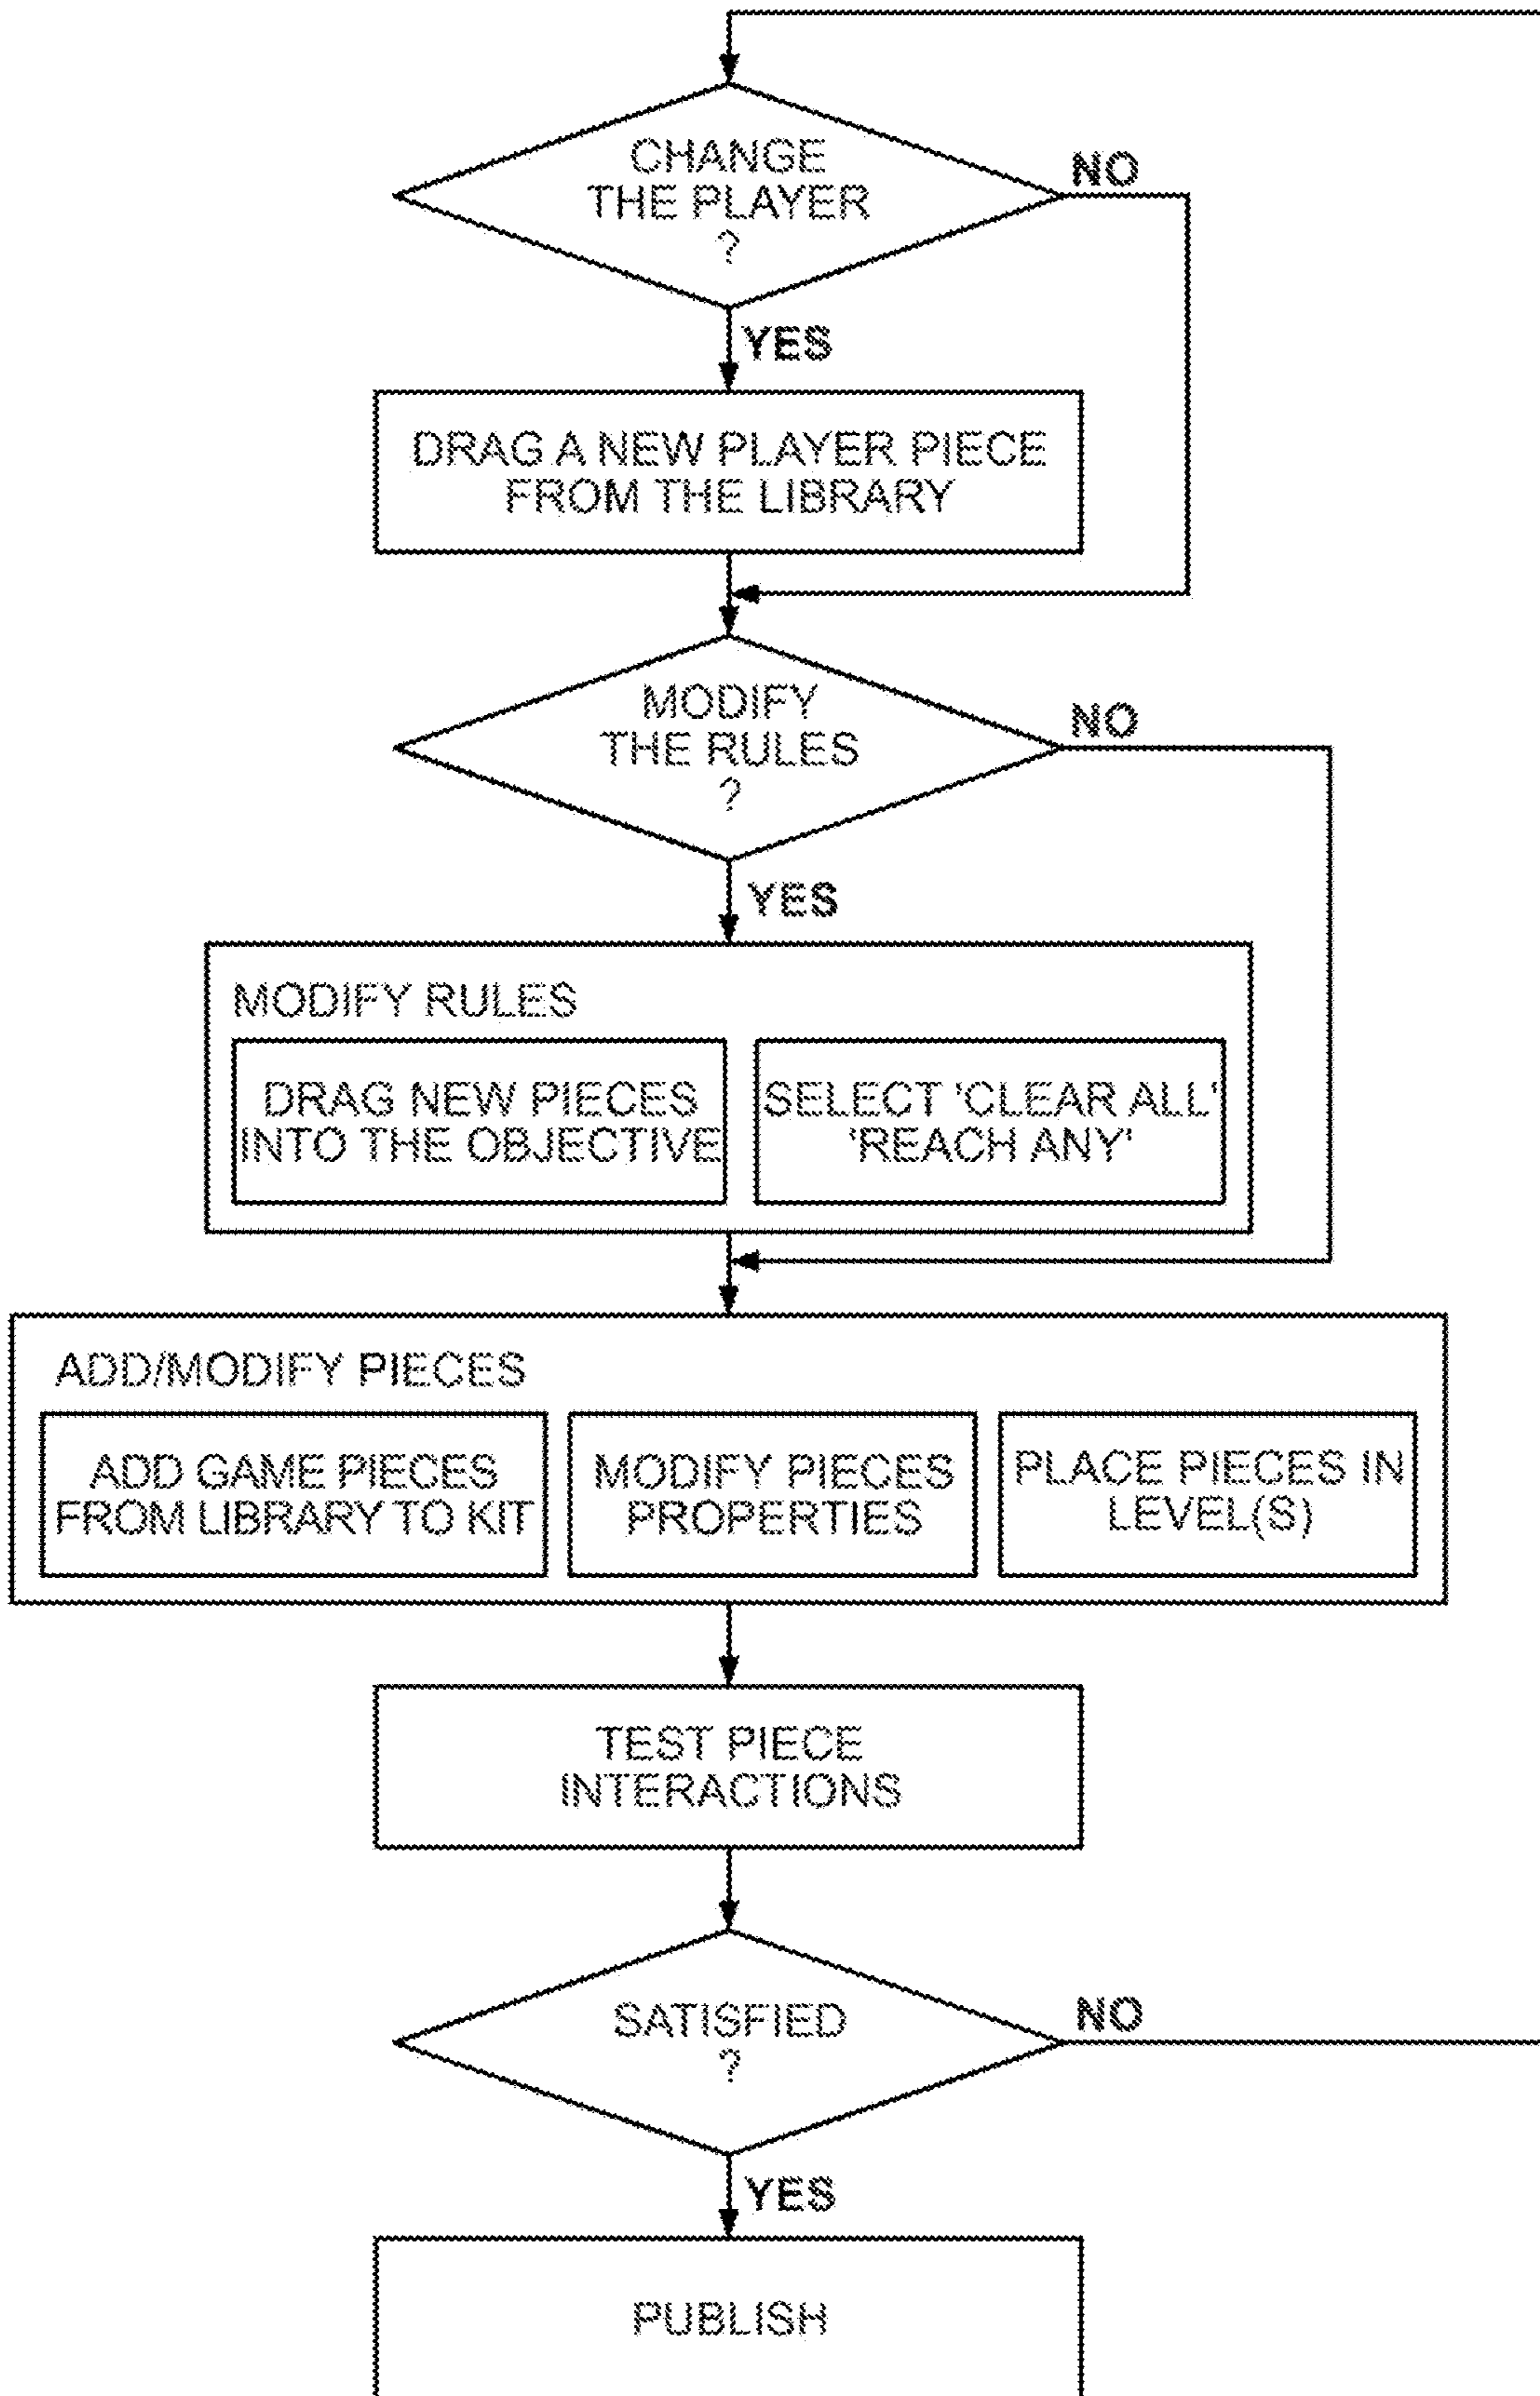 CHANGE
THE PLAYER
?
NO
YES
DRAG A NEW PLAYER PIECE
FROM THE LIBRARY
MODIFY
THE RULES
?
NO
YES
MODIFY RULES
DRAG NEW PIECES
INTO THE OBJECTIVE
SELECT 'CLEAR ALL'
'REACH ANY'
ADD/MODIFY PIECES
ADD GAME PIECES
FROM LIBRARY TO KIT
MODIFY PIECES
PROPERTIES
PLACE PIECES IN
LEVEL(S)
TEST PIECE
INTERACTIONS
SATISFIED
?
NO
YES
PUBLISH